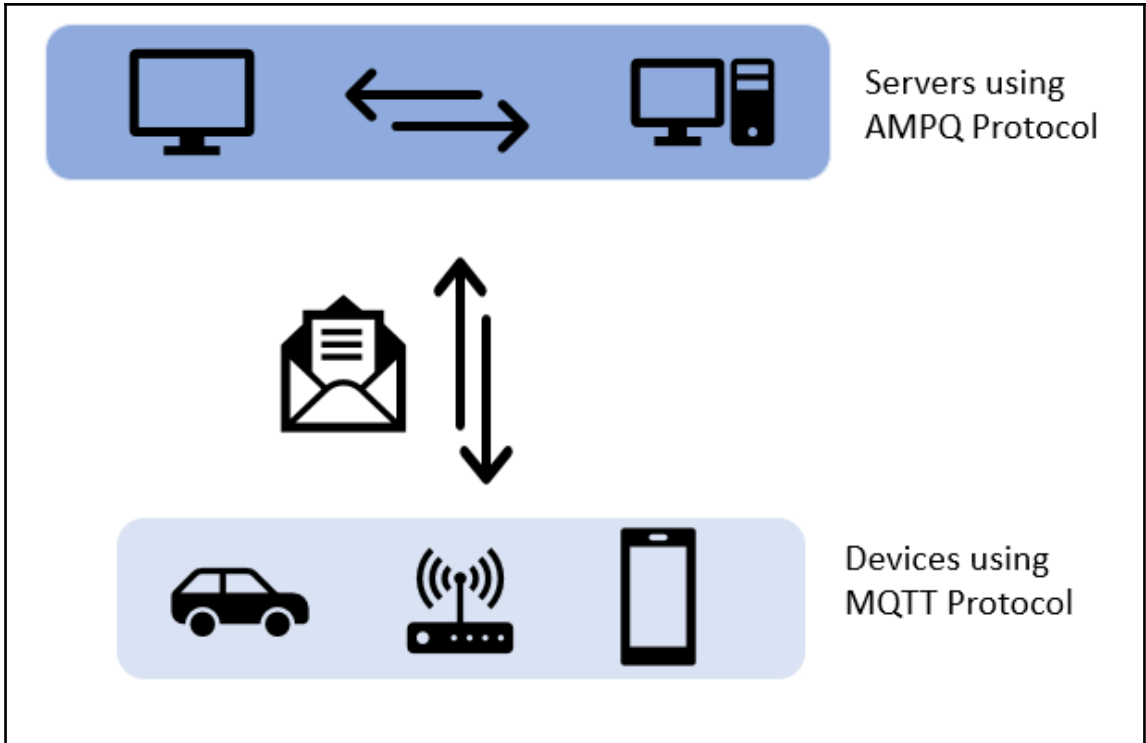 Servers using
AMPQ Protocol
Devices using
MQTT Protocol